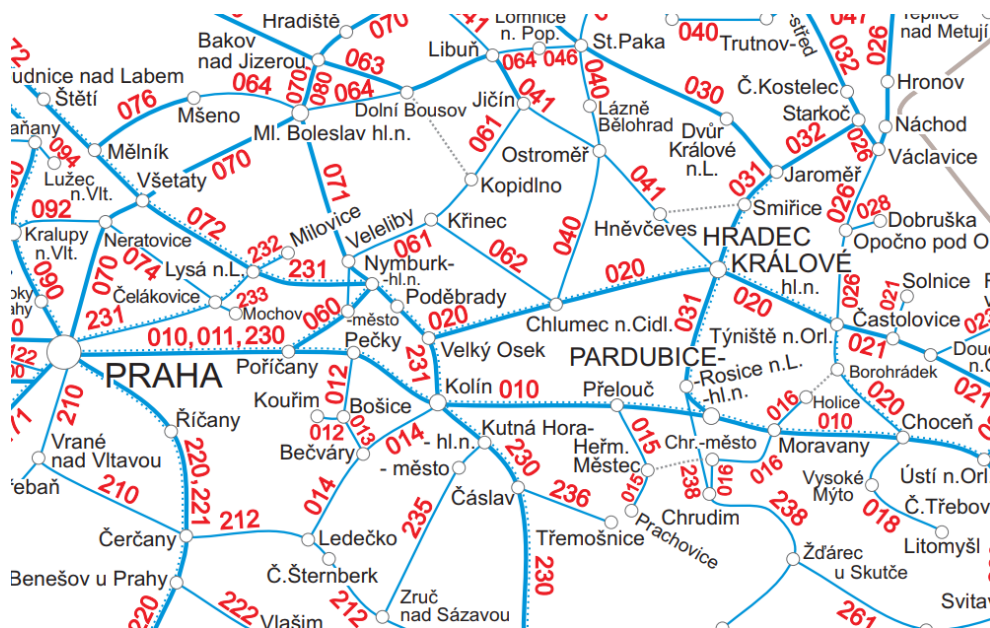 Hradiště
070
041
Lomnice
n. Pop.
040
Trutnov-
-střed
047
Teplice
nad Metují
Bakov
nad Jizerou
063
Libuň
064
046
St.Paka
032
026
072
udnice nad Labem
Štětí
076
064
Mšeno
070,
080
064
Dolní Bousov
Jičín
041
040
Lázně
Bělohrad
030
Č.Kostelec
Starkoč
Hronov
Náchod
Ml. Boleslav hl.n.
061
Dvůr
Králové
n.L.
032
026
Václavice
094
Mělník
Lužec
n.Vlt.
070
Všetaty
071
Ostroměř
Kopidlno
041
031
Jaroměř
Smiřice
026
028
Dobruška
Opočno pod O
092
Kralupy
n.Vlt.
Neratovice
072
Milovice
232
Veleliby
061
Křinec
040
Hněvčeves
HRADEC
KRÁLOVÉ
hl.n.
074
Lysá n.L.
231
Nymburk-
-hl.n.
062
020
020
026
021
Solnice
090
070
Čelákovice
233
Mochov
060
-město
Poděbrady
020
Chlumec n.Cidl.
031
Týniště n.Orl.
Častolovice
023
231
010, 011, 230
Pečky
Velký Osek
021
122
PRAHA
Poříčany
231
PARDUBICE-
-Rosice n.L.
-hl.n.
Borohrádek
021
210
012
Kolín
010
Přelouč
016
Holice
020
Kouřim
Bošice
012
013
014
010
Choceň
Říčany
Bečváry
- hl.n.
Kutná Hora-
- město
230
015
Heřm.
Městec
Chr.-město
Moravany
016
016
Vrané
nad Vltavou
220, 221
014
235
Čáslav
236
015
238
Vysoké
Mýto
Ústí n.Orl.
210
Třemošnice
Prachovice
Chrudim
238
018
Č.Třebov
Čerčany
212
Ledečko
230
Litomyšl
Č.Šternberk
Žďárec
u Skutče
Benešov u Prahy
212
Zruč
nad Sázavou
261
Svitav
220
222
Vlašim